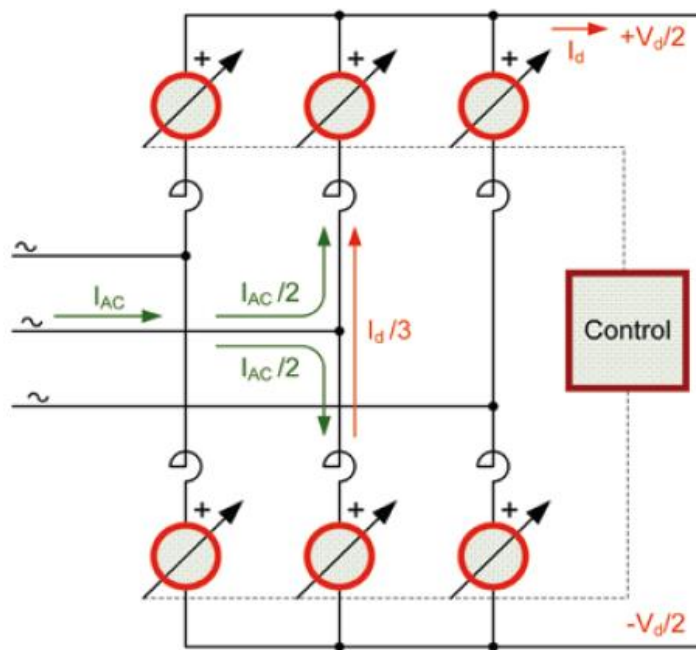 + + + I_d +V_d/2
~
I_AC I_AC/2
~ I_d/3 Control
I_AC/2
~
+ + +
-V_d/2